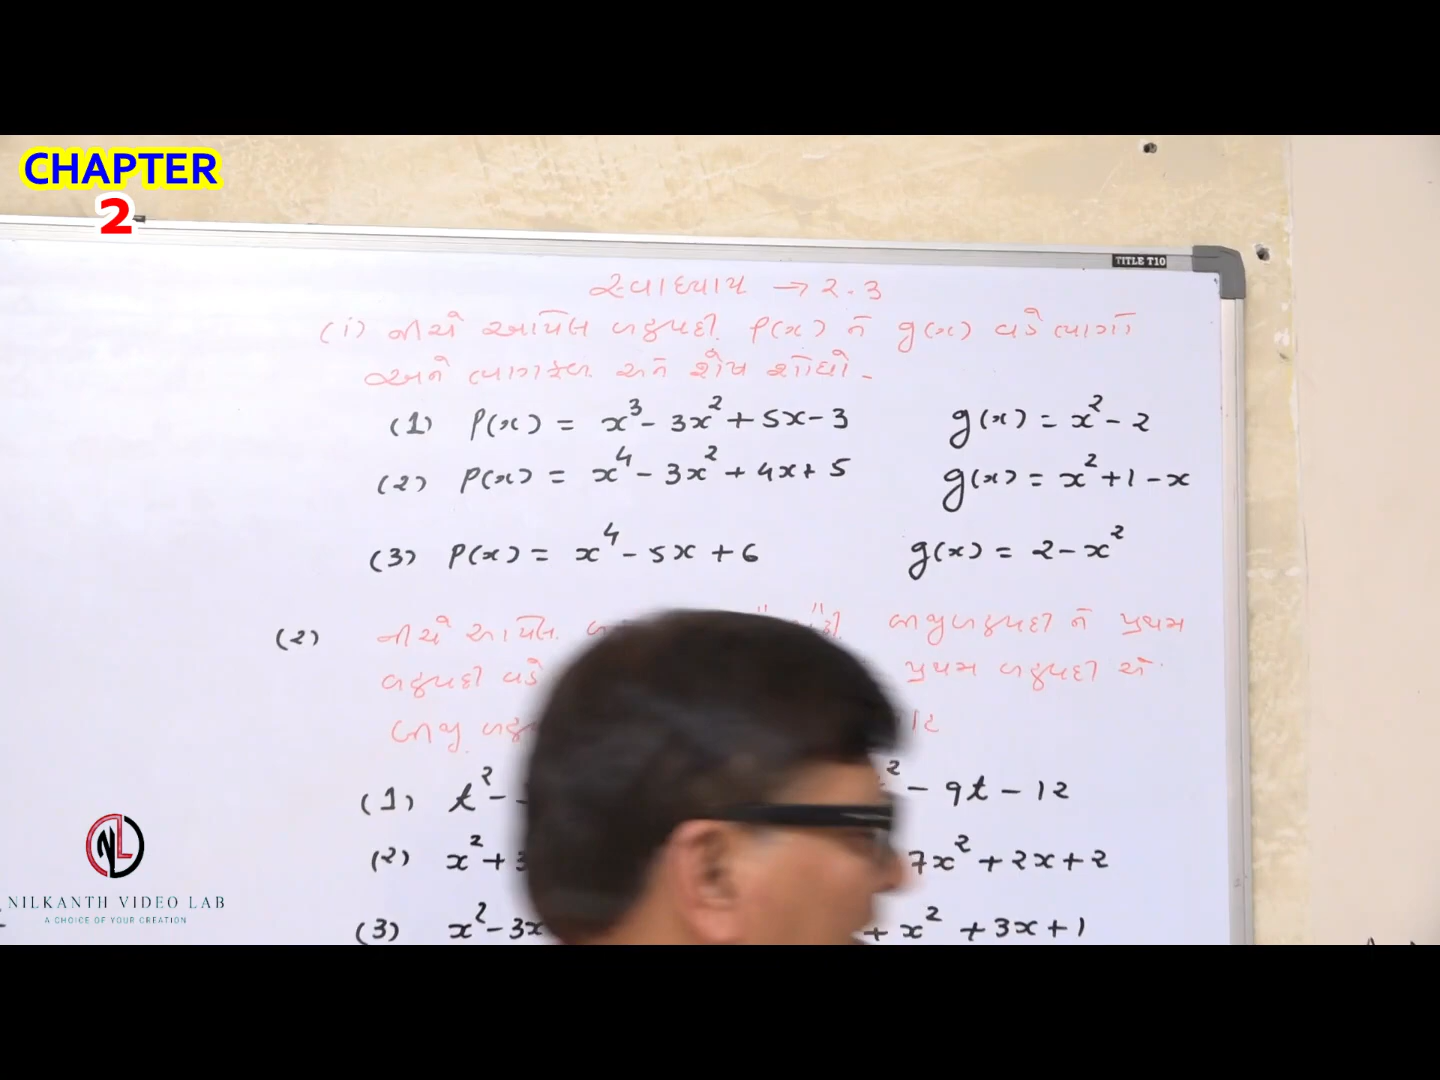 CHAPTER
2
TITLE T10
સ્વાધ્યાય → ૨.૩
(i) નીચે આપેલ બહુપદી P(x) ને g(x) વડે ભાગો
અને ભાગફળ અને શેષ શોધો.
(1) P(x) = x³ - 3x² + 5x - 3 g(x) = x² - 2
(2) P(x) = x⁴ - 3x² + 4x + 5 g(x) = x² + 1 - x
(3) P(x) = x⁴ - 5x + 6 g(x) = 2 - x²
(2) નીચે આપેલ બીજી બહુપદી ને પ્રથમ
બહુપદી વડે પ્રથમ બહુપદી એ
બીજી
(1) t² - - 9t - 12
(2) x² + 3 7x² + 2x + 2
(3) x² - 3x + x² + 3x + 1
NL
NILKANTH VIDEO LAB
A CHOICE OF YOUR CREATION